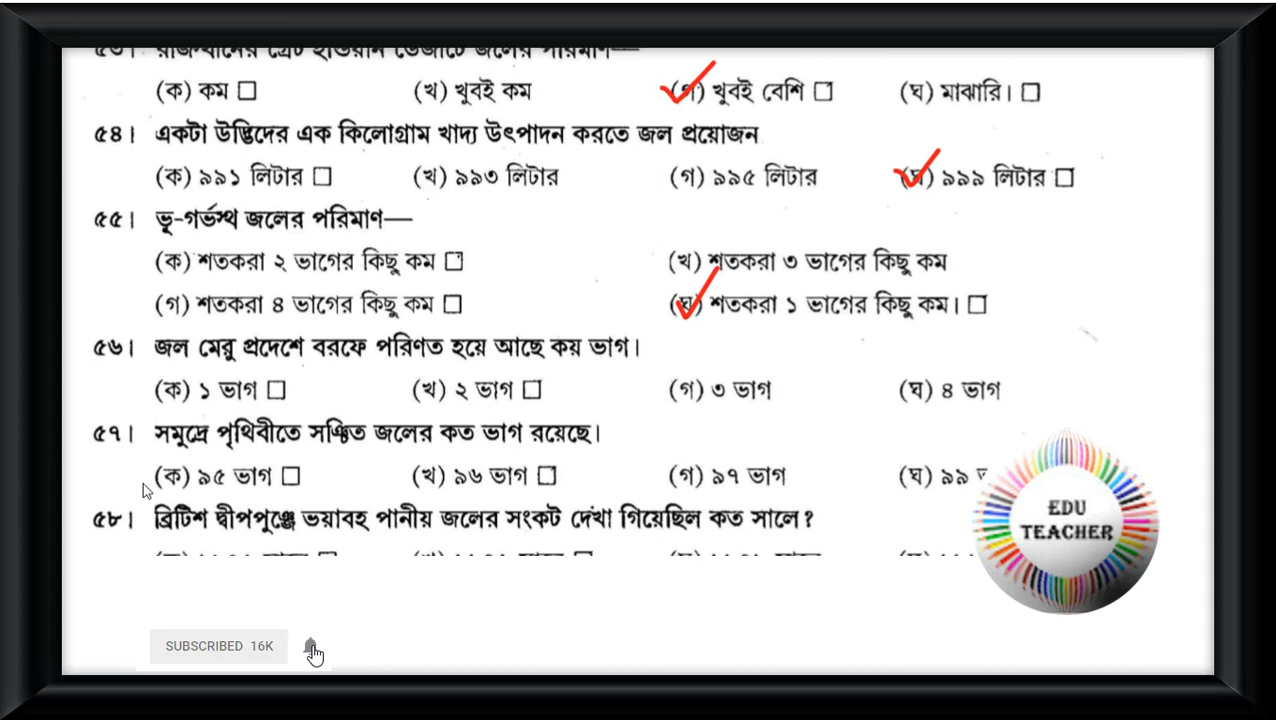 (ক) কম □ (খ) খুবই কম (গ) খুবই বেশি □ (ঘ) মাঝারি। □
৫৪। একটা উদ্ভিদের এক কিলোগ্রাম খাদ্য উৎপাদন করতে জল প্রয়োজন
(ক) ৯৯১ লিটার □ (খ) ৯৯৩ লিটার (গ) ৯৯৫ লিটার (ঘ) ৯৯৯ লিটার □
৫৫। ভূ-গর্ভস্থ জলের পরিমাণ—
(ক) শতকরা ২ ভাগের কিছু কম □ (খ) শতকরা ৩ ভাগের কিছু কম
(গ) শতকরা ৪ ভাগের কিছু কম □ (ঘ) শতকরা ১ ভাগের কিছু কম। □
৫৬। জল মেরু প্রদেশে বরফে পরিণত হয়ে আছে কয় ভাগ।
(ক) ১ ভাগ □ (খ) ২ ভাগ □ (গ) ৩ ভাগ (ঘ) ৪ ভাগ
৫৭। সমুদ্রে পৃথিবীতে সঞ্চিত জলের কত ভাগ রয়েছে।
(ক) ৯৫ ভাগ □ (খ) ৯৬ ভাগ □ (গ) ৯৭ ভাগ (ঘ) ৯৯
৫৮। ব্রিটিশ দ্বীপপুঞ্জে ভয়াবহ পানীয় জলের সংকট দেখা গিয়েছিল কত সালে?
EDU
TEACHER
SUBSCRIBED 16K